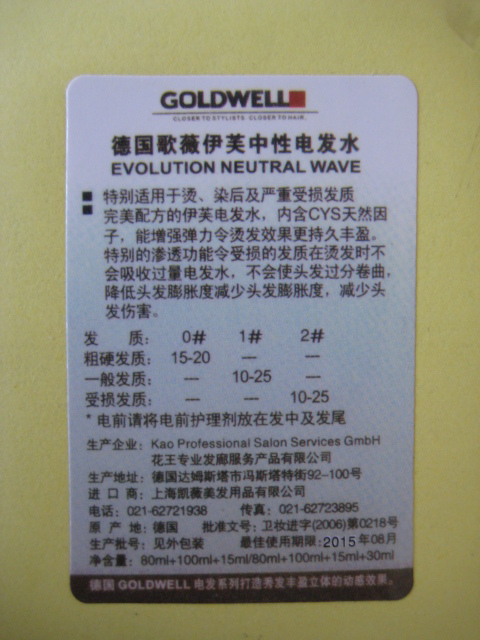 GOLDWELL
CLOSER TO STYLISTS. CLOSER TO HAIR.
德国歌薇伊芙中性电发水
EVOLUTION NEUTRAL WAVE
■ 特别适用于烫、染后及严重受损发质
■ 完美配方的伊芙电发水，内含CYS天然因
子，能增强弹力令烫发效果更持久丰盈。
特别的渗透功能令受损的发质在烫发时不
会吸收过量电发水，不会使头发过分卷曲，
降低头发膨胀度减少头发膨胀度，减少头
发伤害。
发 质： 0# 1# 2#
粗硬发质： 15-20 --- ---
一般发质： --- 10-25 ---
受损发质： --- --- 10-25
* 电前请将电前护理剂放在发中及发尾
生产企业：Kao Professional Salon Services GmbH
花王专业发廊服务产品有限公司
生产地址：德国达姆斯塔市冯斯塔特街92-100号
进 口 商：上海凯薇美发用品有限公司
电话：021-62721938 传真：021-62723895
原 产 地：德国 批准文号：卫妆进字(2006)第0218号
生产批号：见外包装 最佳使用期限：2015年08月
净含量：80ml+100ml+15ml/80ml+100ml+15ml+30ml
德国 GOLDWELL 电发系列打造秀发丰盈立体的动感效果。